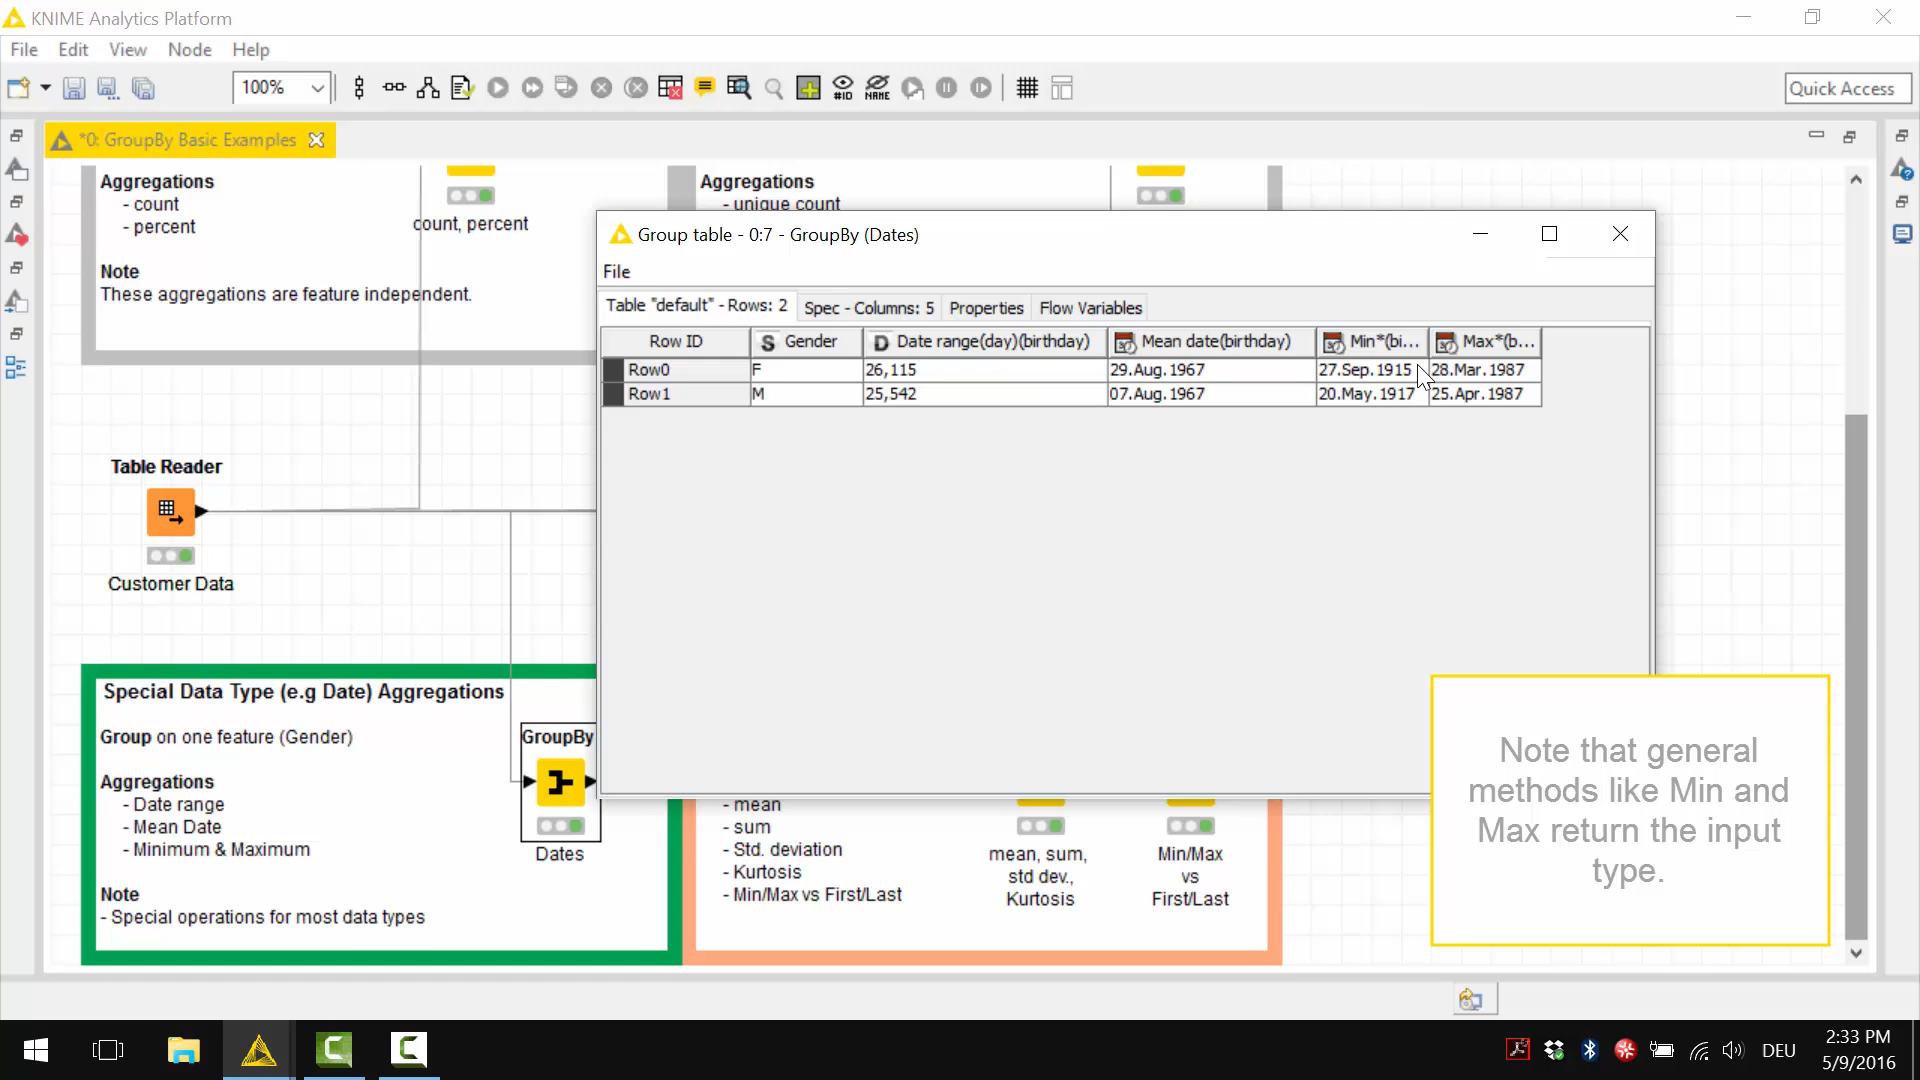 KNIME Analytics Platform
File Edit View Node Help
100%
#ID
NAME
Quick Access
*0: GroupBy Basic Examples
Aggregations
- count
- percent
count, percent
Note
These aggregations are feature independent.
Aggregations
- unique count
Group table - 0:7 - GroupBy (Dates)
File
Table "default" - Rows: 2 Spec - Columns: 5 Properties Flow Variables
Row ID S Gender D Date range(day)(birthday) Mean date(birthday) Min*(bi... Max*(b...
Row0 F 26,115 29.Aug.1967 27.Sep.1915 28.Mar.1987
Row1 M 25,542 07.Aug.1967 20.May.1917 25.Apr.1987
Table Reader
Customer Data
Special Data Type (e.g Date) Aggregations
Group on one feature (Gender)
Aggregations
- Date range
- Mean Date
- Minimum & Maximum
Note
- Special operations for most data types
GroupBy
Dates
- mean
- sum
- Std. deviation
- Kurtosis
- Min/Max vs First/Last
mean, sum,
std dev.,
Kurtosis
Min/Max
vs
First/Last
Note that general
methods like Min and
Max return the input
type.
DEU
2:33 PM
5/9/2016